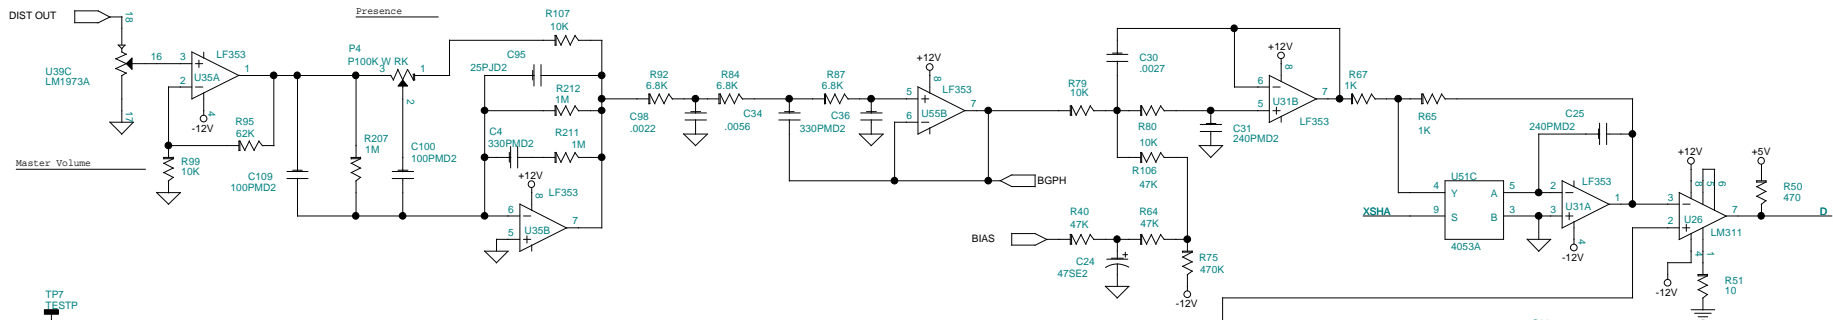 DIST OUT
18
16
17
U39C
LM1973A
Master Volume
TP7
TESTP
LF353
3
2
1
U35A
4
-12V
R95
62K
R99
10K
Presence
P4
P100K W RK
3
1
2
C109
100PMD2
R207
1M
C100
100PMD2
R107
10K
C95
25PJD2
R212
1M
C4
330PMD2
R211
1M
+12V
8
LF353
6
5
7
U35B
R92
6.8K
C98
.0022
R84
6.8K
C34
.0056
R87
6.8K
C36
330PMD2
+12V
8
LF353
5
6
7
U55B
BGPH
C30
.0027
R79
10K
R80
10K
R106
47K
C31
240PMD2
+12V
8
6
5
7
U31B
LF353
BIAS
R40
47K
R64
47K
C24
47SE2
R75
470K
-12V
R67
1K
R65
1K
C25
240PMD2
XSHA
U51C
4
Y
A
5
9
S
B
3
4053A
LF353
2
3
1
U31A
4
-12V
+12V
8
5
6
3
2
7
U26
LM311
4
1
-12V
R51
10
+5V
R50
470
D